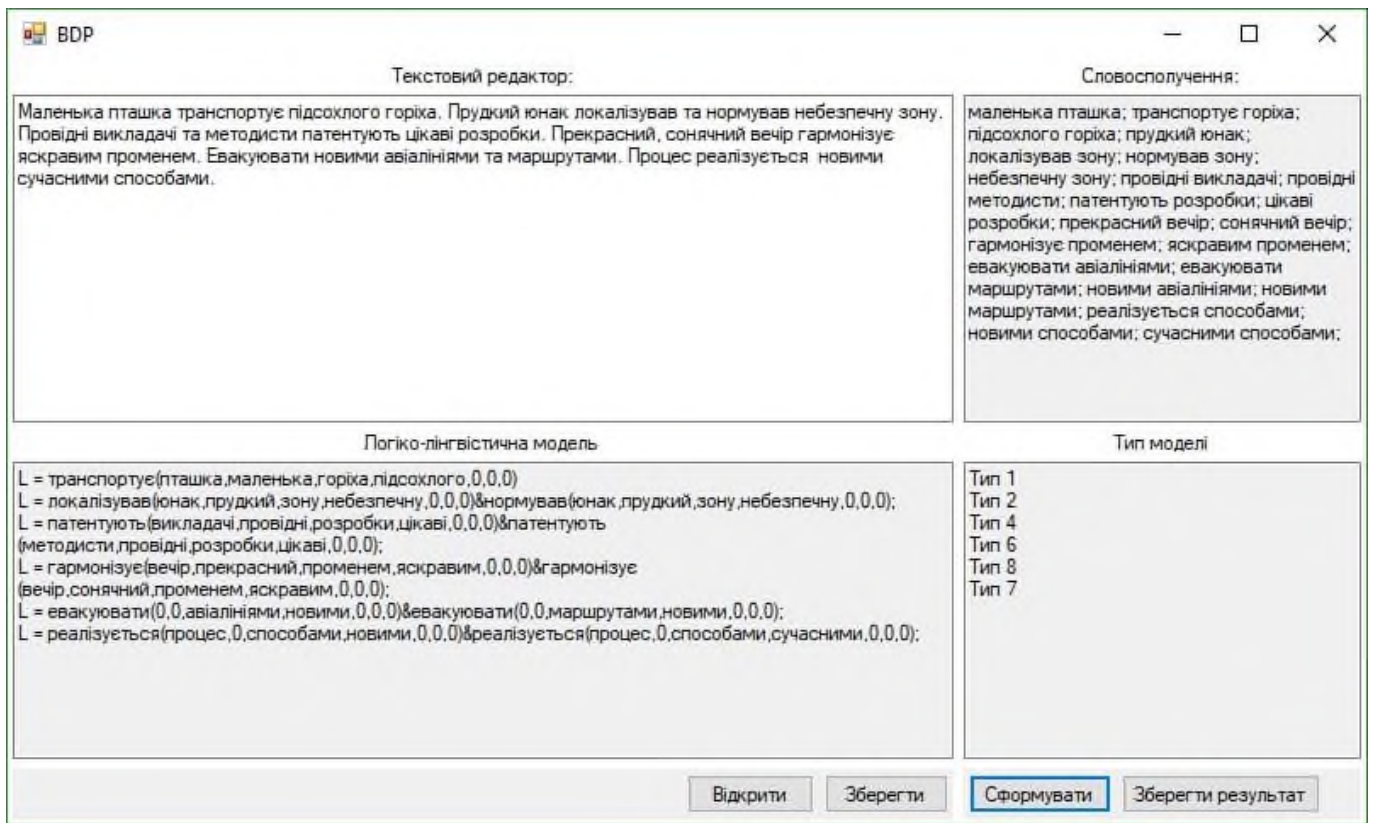 BDP
Текстовий редактор:
Маленька пташка транспортує підсохлого горіха. Прудкий юнак локалізував та нормував небезпечну зону.
Провідні викладачі та методисти патентують цікаві розробки. Прекрасний, сонячний вечір гармонізує
яскравим променем. Евакуювати новими авіалініями та маршрутами. Процес реалізується  новими
сучасними способами.
Словосполучення:
маленька пташка; транспортує горіха;
підсохлого горіха; прудкий юнак;
локалізував зону; нормував зону;
небезпечну зону; провідні викладачі; провідні
методисти; патентують розробки; цікаві
розробки; прекрасний вечір; сонячний вечір;
гармонізує променем; яскравим променем;
евакуювати авіалініями; евакуювати
маршрутами; новими авіалініями; новими
маршрутами; реалізується способами;
новими способами; сучасними способами;
Логіко-лінгвістична модель
L = транспортує(пташка,маленька,горіха,підсохлого,0,0,0)
L = локалізував(юнак,прудкий,зону,небезпечну,0,0,0)&нормував(юнак,прудкий,зону,небезпечну,0,0,0);
L = патентують(викладачі,провідні,розробки,цікаві,0,0,0)&патентують
(методисти,провідні,розробки,цікаві,0,0,0);
L = гармонізує(вечір,прекрасний,променем,яскравим,0,0,0)&гармонізує
(вечір,сонячний,променем,яскравим,0,0,0);
L = евакуювати(0,0,авіалініями,новими,0,0,0)&евакуювати(0,0,маршрутами,новими,0,0,0);
L = реалізується(процес,0,способами,новими,0,0,0)&реалізується(процес,0,способами,сучасними,0,0,0);
Тип моделі
Тип 1
Тип 2
Тип 4
Тип 6
Тип 8
Тип 7
Відкрити
Зберегти
Сформувати
Зберегти результат